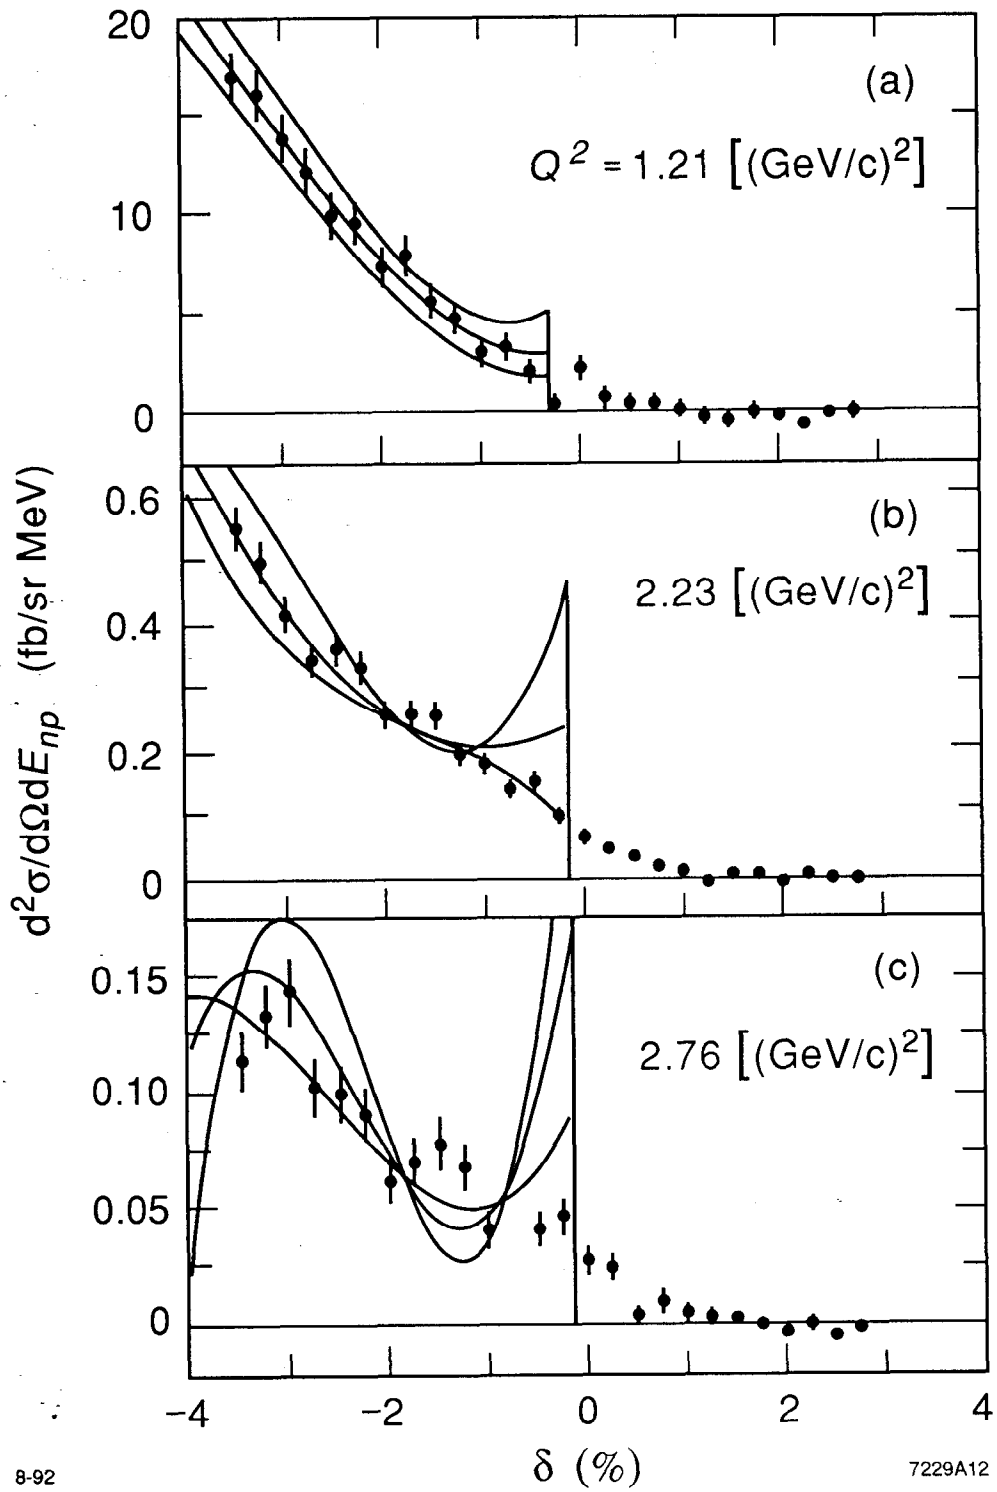 20
(a)
Q² = 1.21 [(GeV/c)²]
10
0
0.6
(b)
2.23 [(GeV/c)²]
0.4
0.2
0
d²σ/dΩdE_np (fb/sr MeV)
(c)
0.15
2.76 [(GeV/c)²]
0.10
0.05
0
−4 −2 0 2 4
δ (%)
8-92
7229A12